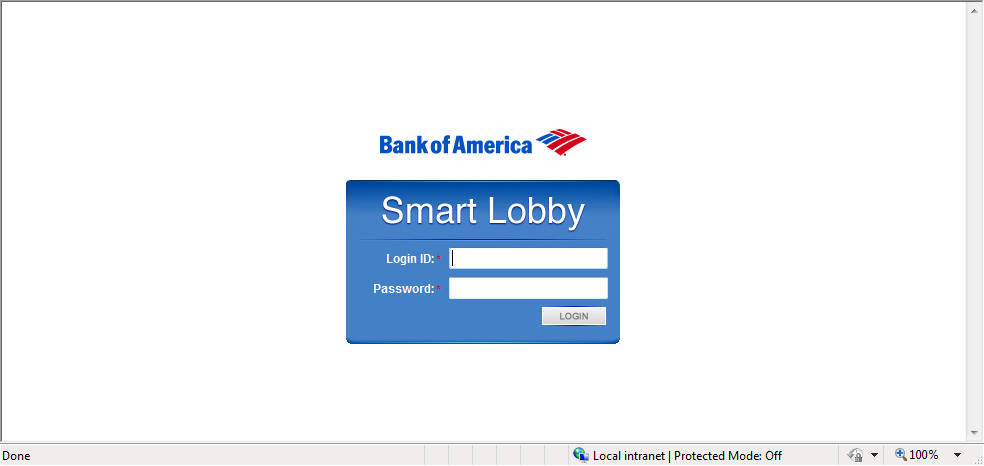 Bank of America
Smart Lobby
Login ID:*
Password:*
LOGIN
Done
Local intranet | Protected Mode: Off
100%